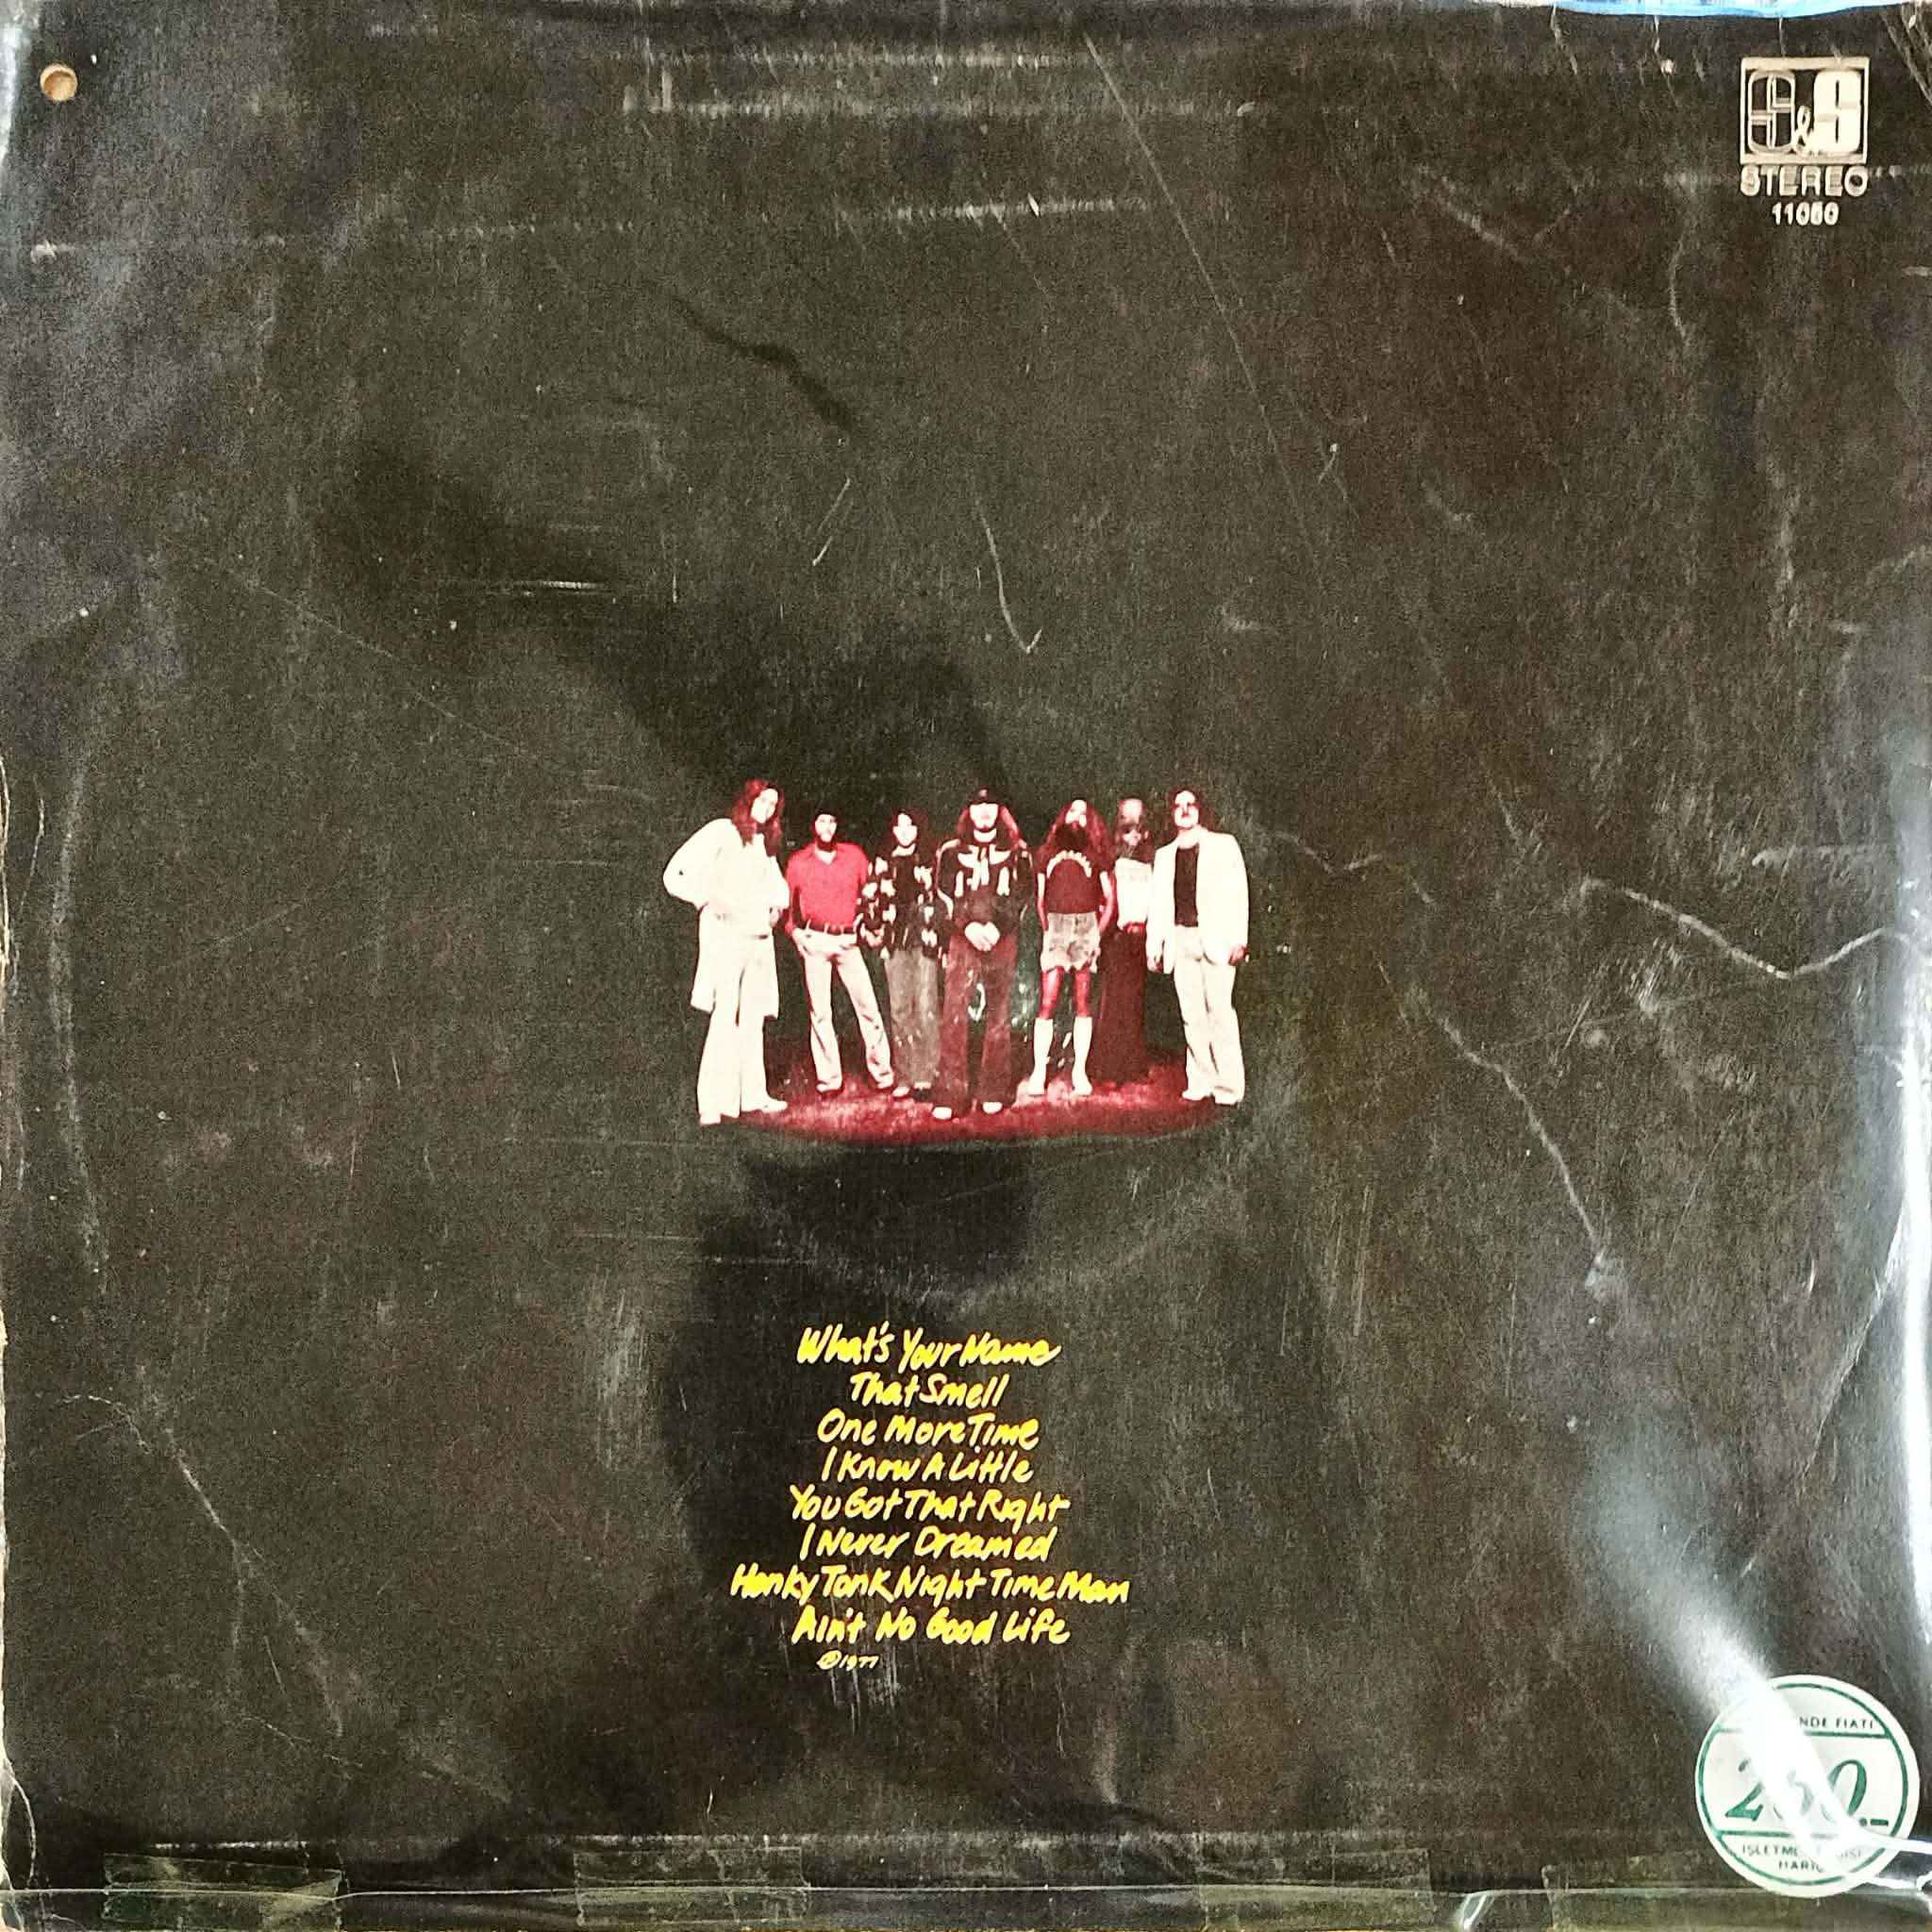 S&S
STEREO
What's Your Name
That Smell
One More Time
I Know A Little
You Got That Right
I Never Dreamed
Honky Tonk Night Time Man
Ain't No Good Life
℗1977
FIATI